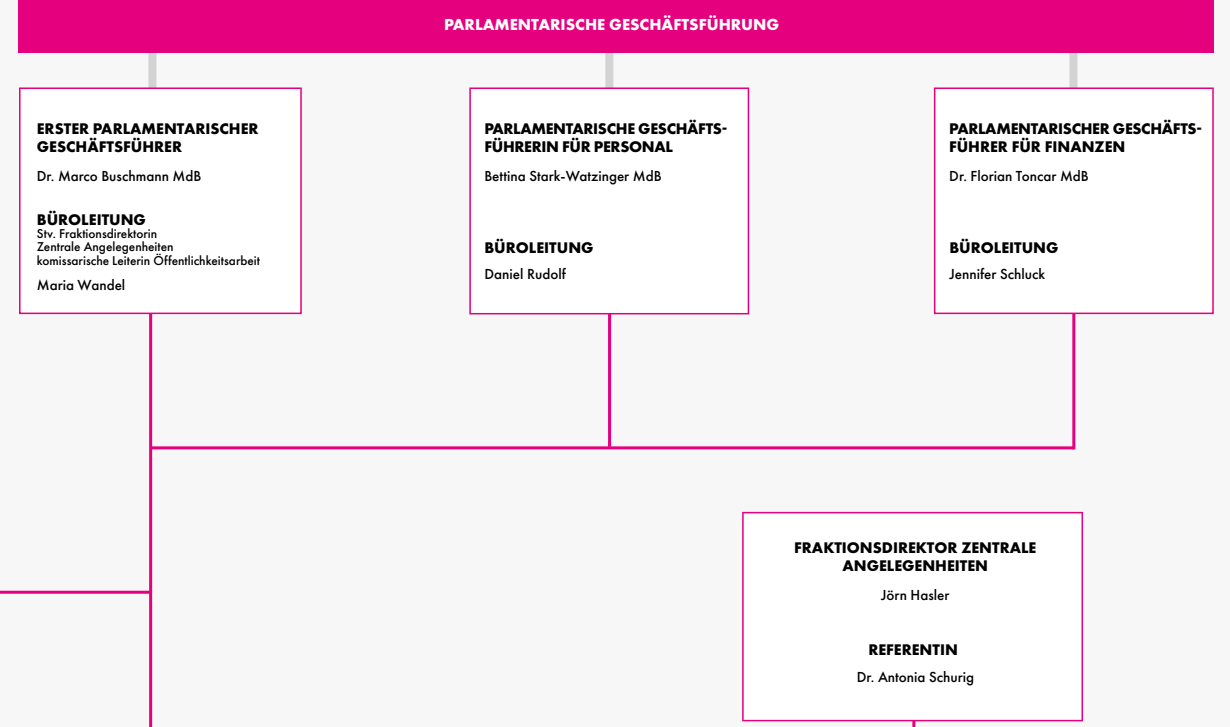 PARLAMENTARISCHE GESCHÄFTSFÜHRUNG
ERSTER PARLAMENTARISCHER
GESCHÄFTSFÜHRER
Dr. Marco Buschmann MdB
BÜROLEITUNG
Stv. Fraktionsdirektorin
Zentrale Angelegenheiten
komissarische Leiterin Öffentlichkeitsarbeit
Maria Wandel
PARLAMENTARISCHE GESCHÄFTS-
FÜHRERIN FÜR PERSONAL
Bettina Stark-Watzinger MdB
BÜROLEITUNG
Daniel Rudolf
PARLAMENTARISCHER GESCHÄFTS-
FÜHRER FÜR FINANZEN
Dr. Florian Toncar MdB
BÜROLEITUNG
Jennifer Schluck
FRAKTIONSDIREKTOR ZENTRALE
ANGELEGENHEITEN
Jörn Hasler
REFERENTIN
Dr. Antonia Schurig